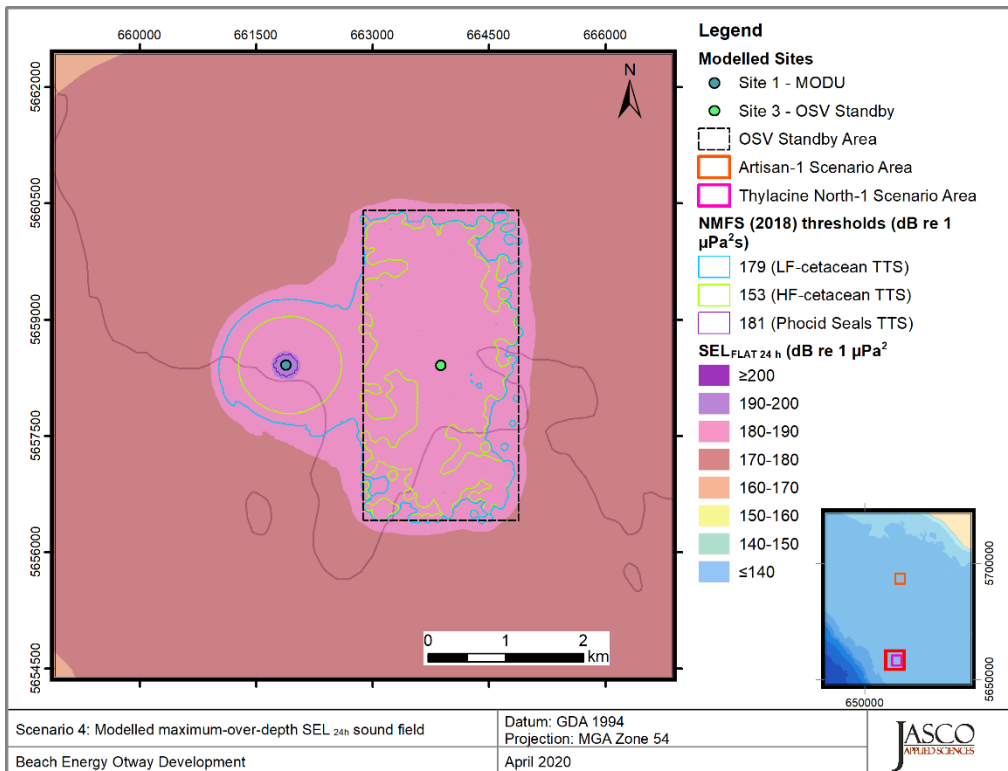 660000 661500 663000 664500 666000
5662000
5660500
5659000
5657500
5656000
5654500
N
0 1 2
km
Legend
Modelled Sites
Site 1 - MODU
Site 3 - OSV Standby
OSV Standby Area
Artisan-1 Scenario Area
Thylacine North-1 Scenario Area
NMFS (2018) thresholds (dB re 1
µPa²s)
179 (LF-cetacean TTS)
153 (HF-cetacean TTS)
181 (Phocid Seals TTS)
SEL FLAT 24 h (dB re 1 µPa²
≥200
190-200
180-190
170-180
160-170
150-160
140-150
≤140
5700000
5650000
650000
Scenario 4: Modelled maximum-over-depth SEL 24h sound field
Beach Energy Otway Development
Datum: GDA 1994
Projection: MGA Zone 54
April 2020
JASCO
APPLIED SCIENCES